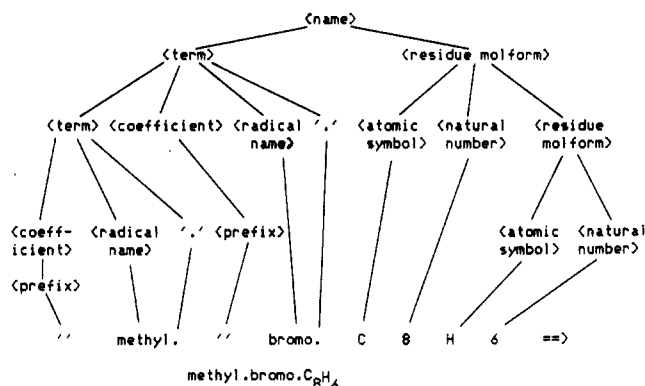 <name>
<term> <residue molform>
<term> <coefficient> <radical '.' <atomic <natural <residue
name> symbol> number> molform>
<coeff- <radical '.' <prefix> <atomic <natural
icient> name> symbol> number>
<prefix>
'' methyl. '' bromo. C 8 H 6 ==>
methyl.bromo.C8H6